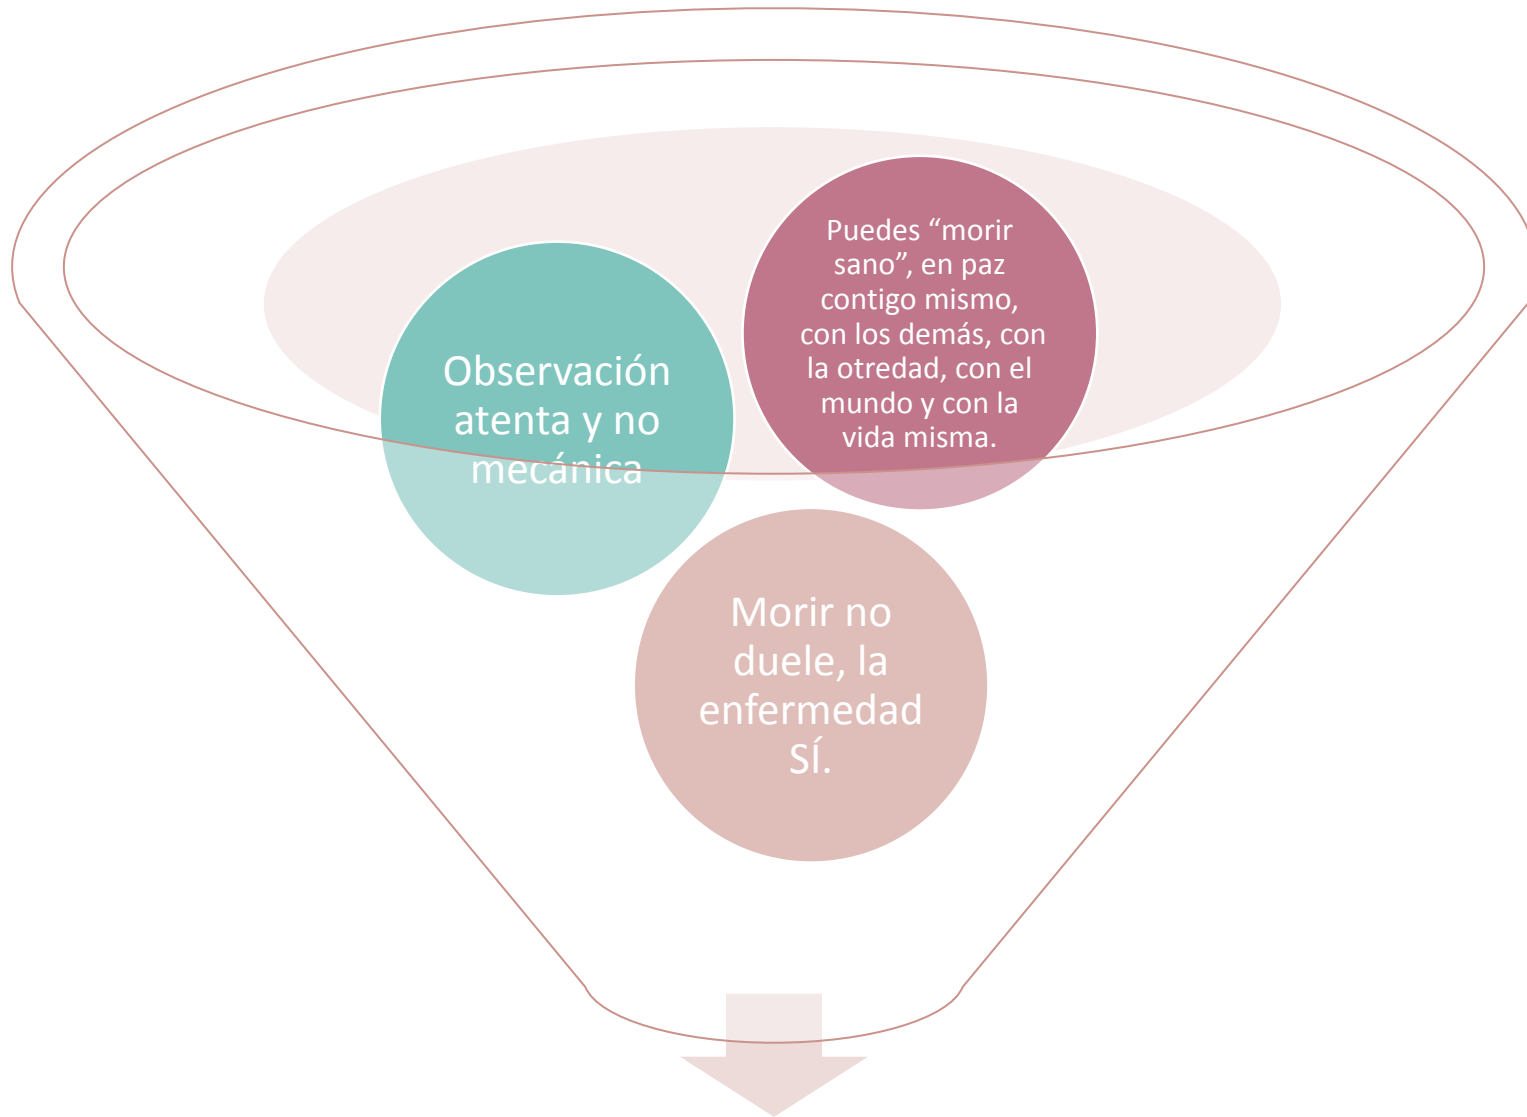 Observación
atenta y no
mecánica
Puedes “morir
sano”, en paz
contigo mismo,
con los demás, con
la otredad, con el
mundo y con la
vida misma.
Morir no
duele, la
enfermedad
SÍ.